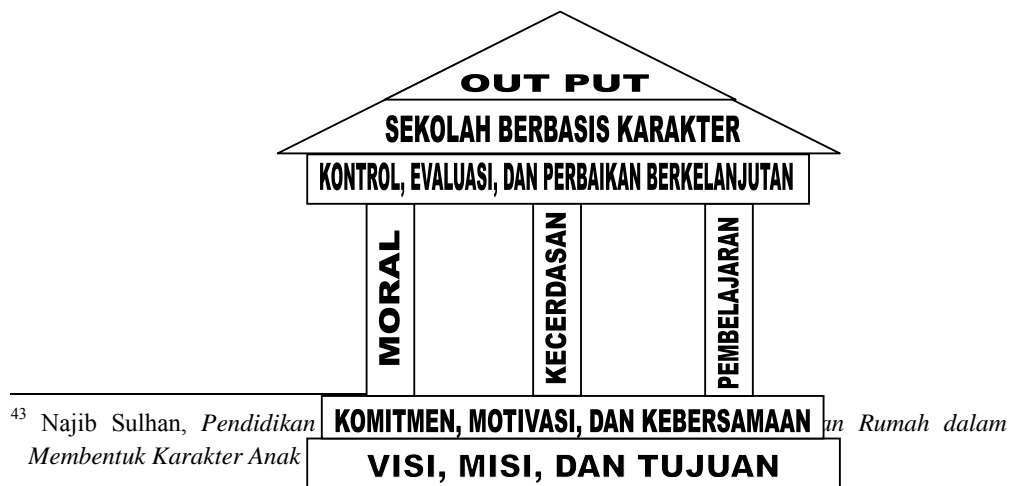 OUT PUT
SEKOLAH BERBASIS KARAKTER
KONTROL, EVALUASI, DAN PERBAIKAN BERKELANJUTAN
MORAL
KECERDASAN
PEMBELAJARAN
KOMITMEN, MOTIVASI, DAN KEBERSAMAAN
VISI, MISI, DAN TUJUAN
43 Najib Sulhan, Pendidikan Rumah dalam
Membentuk Karakter Anak